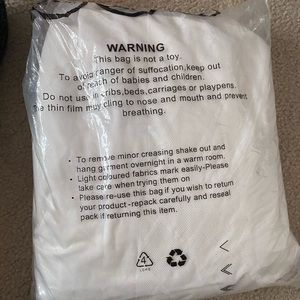 WARNING
This bag is not a toy.
To avoid danger of suffocation,keep out
of reach of babies and children.
Do not use in cribs,beds,carriages or playpens.
The thin film may cling to nose and mouth and prevent
breathing.
• To remove minor creasing shake out and
hang garment overnight in a warm room.
• Light coloured fabrics mark easily-Please
take care when trying them on
• Please re-use this bag if you wish to return
your product-repack carefully and reseal
pack if returning this item.
4
LDPE